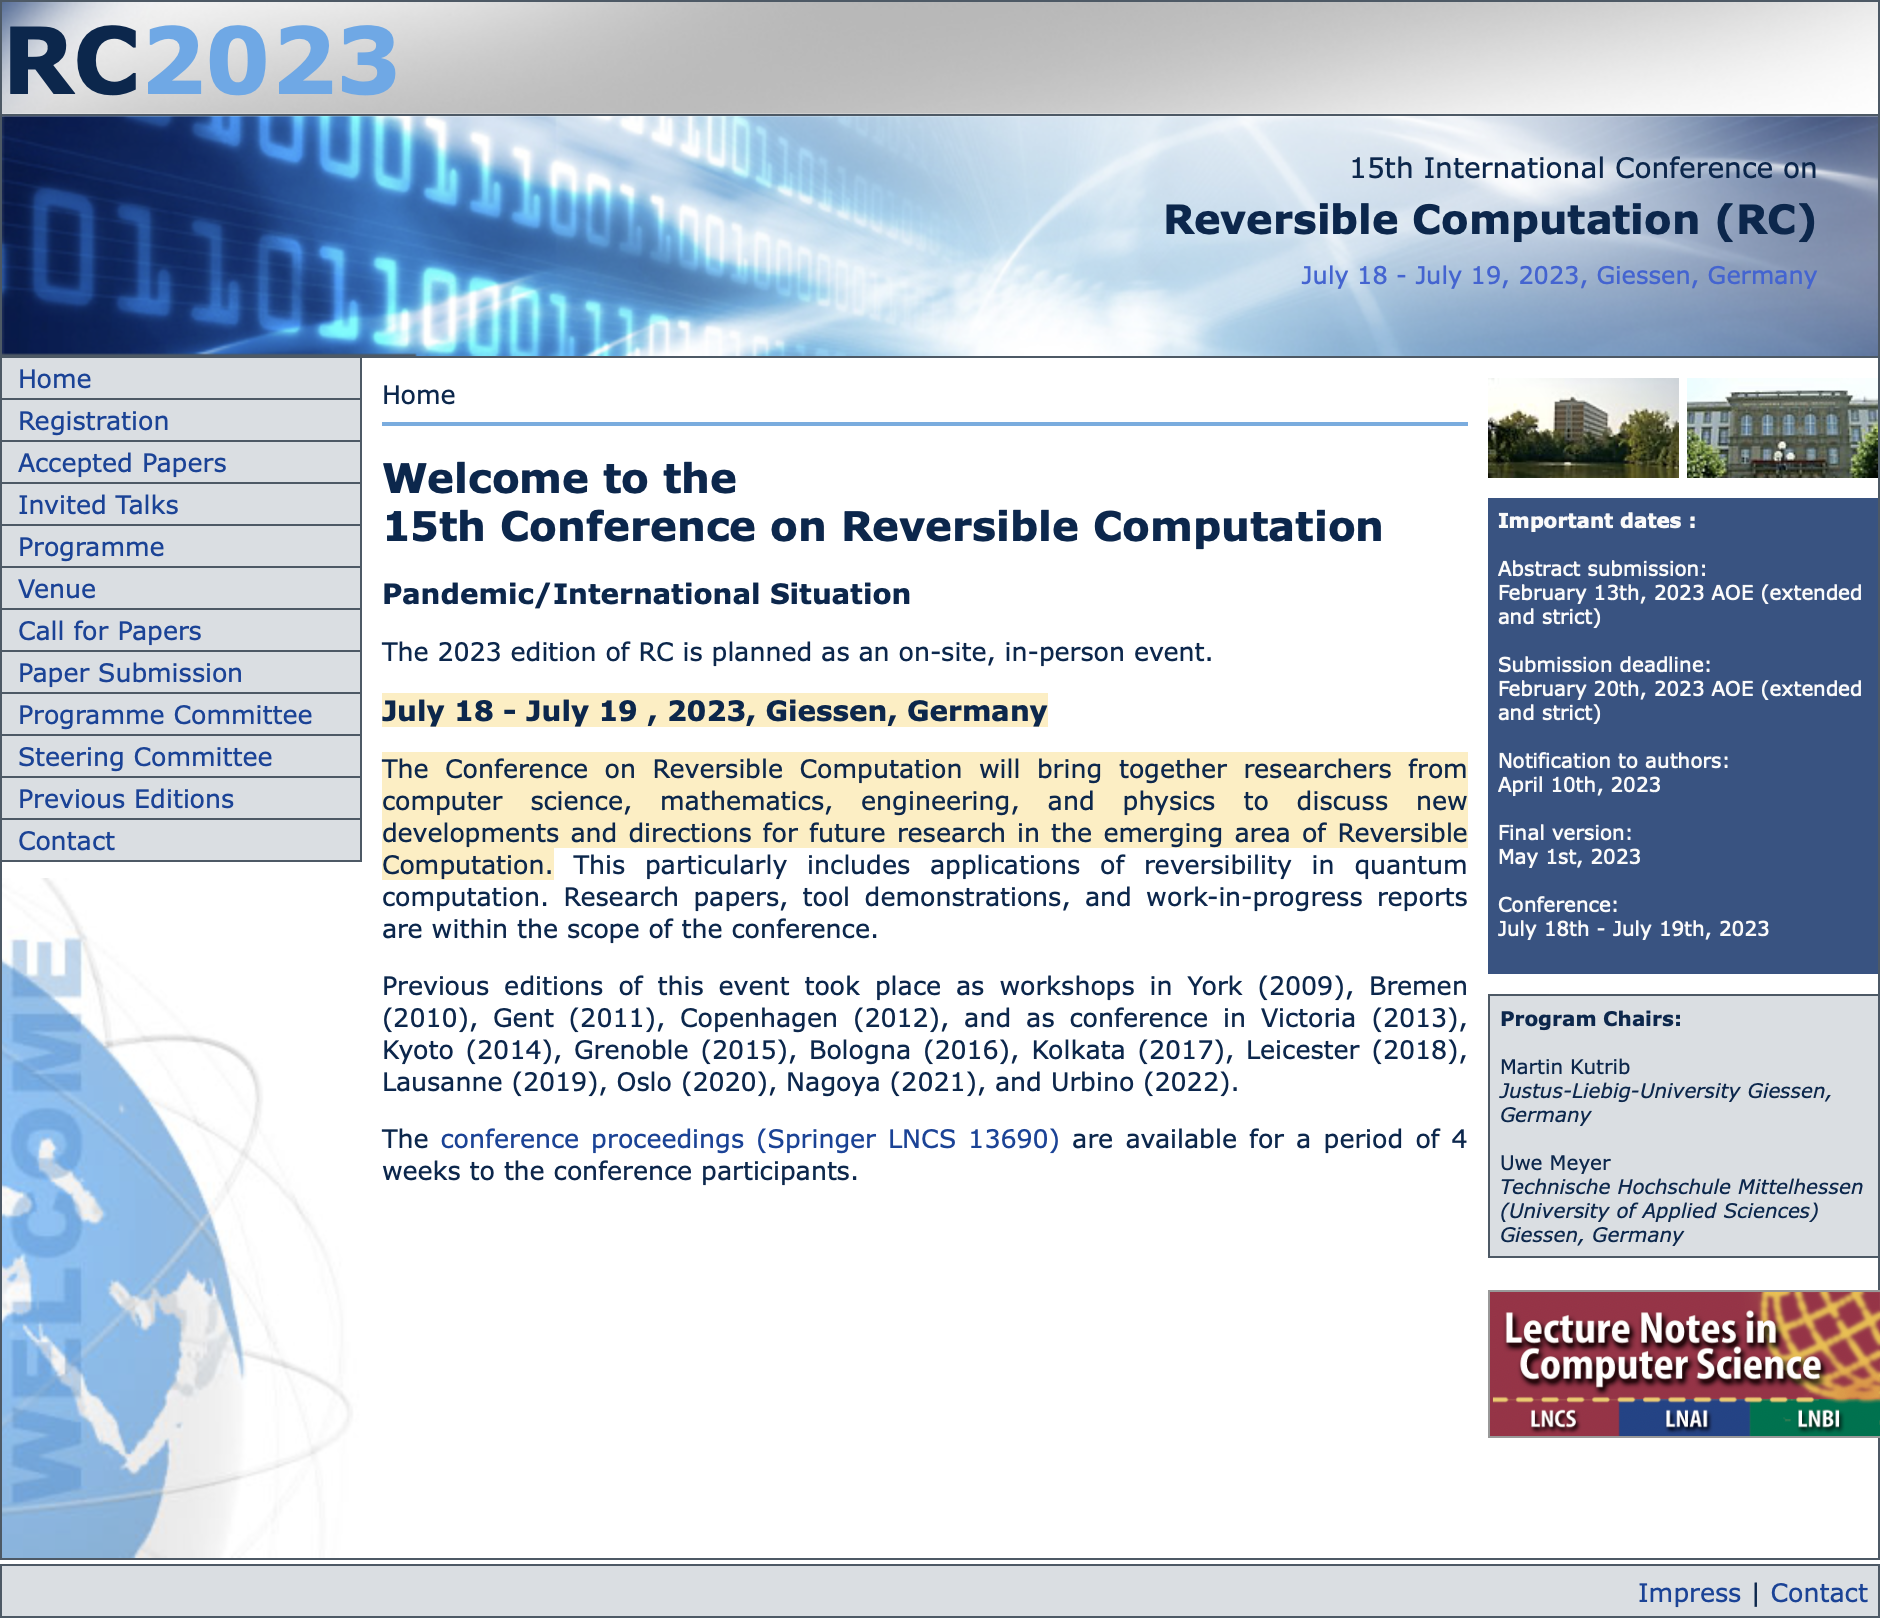 RC2023
15th International Conference on
Reversible Computation (RC)
July 18 - July 19, 2023, Giessen, Germany
Home
Registration
Accepted Papers
Invited Talks
Programme
Venue
Call for Papers
Paper Submission
Programme Committee
Steering Committee
Previous Editions
Contact
WELCOME
Home
Welcome to the
15th Conference on Reversible Computation
Pandemic/International Situation
The 2023 edition of RC is planned as an on-site, in-person event.
July 18 - July 19 , 2023, Giessen, Germany
The Conference on Reversible Computation will bring together researchers from
computer science, mathematics, engineering, and physics to discuss new
developments and directions for future research in the emerging area of Reversible
Computation. This particularly includes applications of reversibility in quantum
computation. Research papers, tool demonstrations, and work-in-progress reports
are within the scope of the conference.
Previous editions of this event took place as workshops in York (2009), Bremen
(2010), Gent (2011), Copenhagen (2012), and as conference in Victoria (2013),
Kyoto (2014), Grenoble (2015), Bologna (2016), Kolkata (2017), Leicester (2018),
Lausanne (2019), Oslo (2020), Nagoya (2021), and Urbino (2022).
The conference proceedings (Springer LNCS 13690) are available for a period of 4
weeks to the conference participants.
Important dates :
Abstract submission:
February 13th, 2023 AOE (extended
and strict)
Submission deadline:
February 20th, 2023 AOE (extended
and strict)
Notification to authors:
April 10th, 2023
Final version:
May 1st, 2023
Conference:
July 18th - July 19th, 2023
Program Chairs:
Martin Kutrib
Justus-Liebig-University Giessen,
Germany
Uwe Meyer
Technische Hochschule Mittelhessen
(University of Applied Sciences)
Giessen, Germany
Lecture Notes in
Computer Science
LNCS LNAI LNBI
Impress | Contact